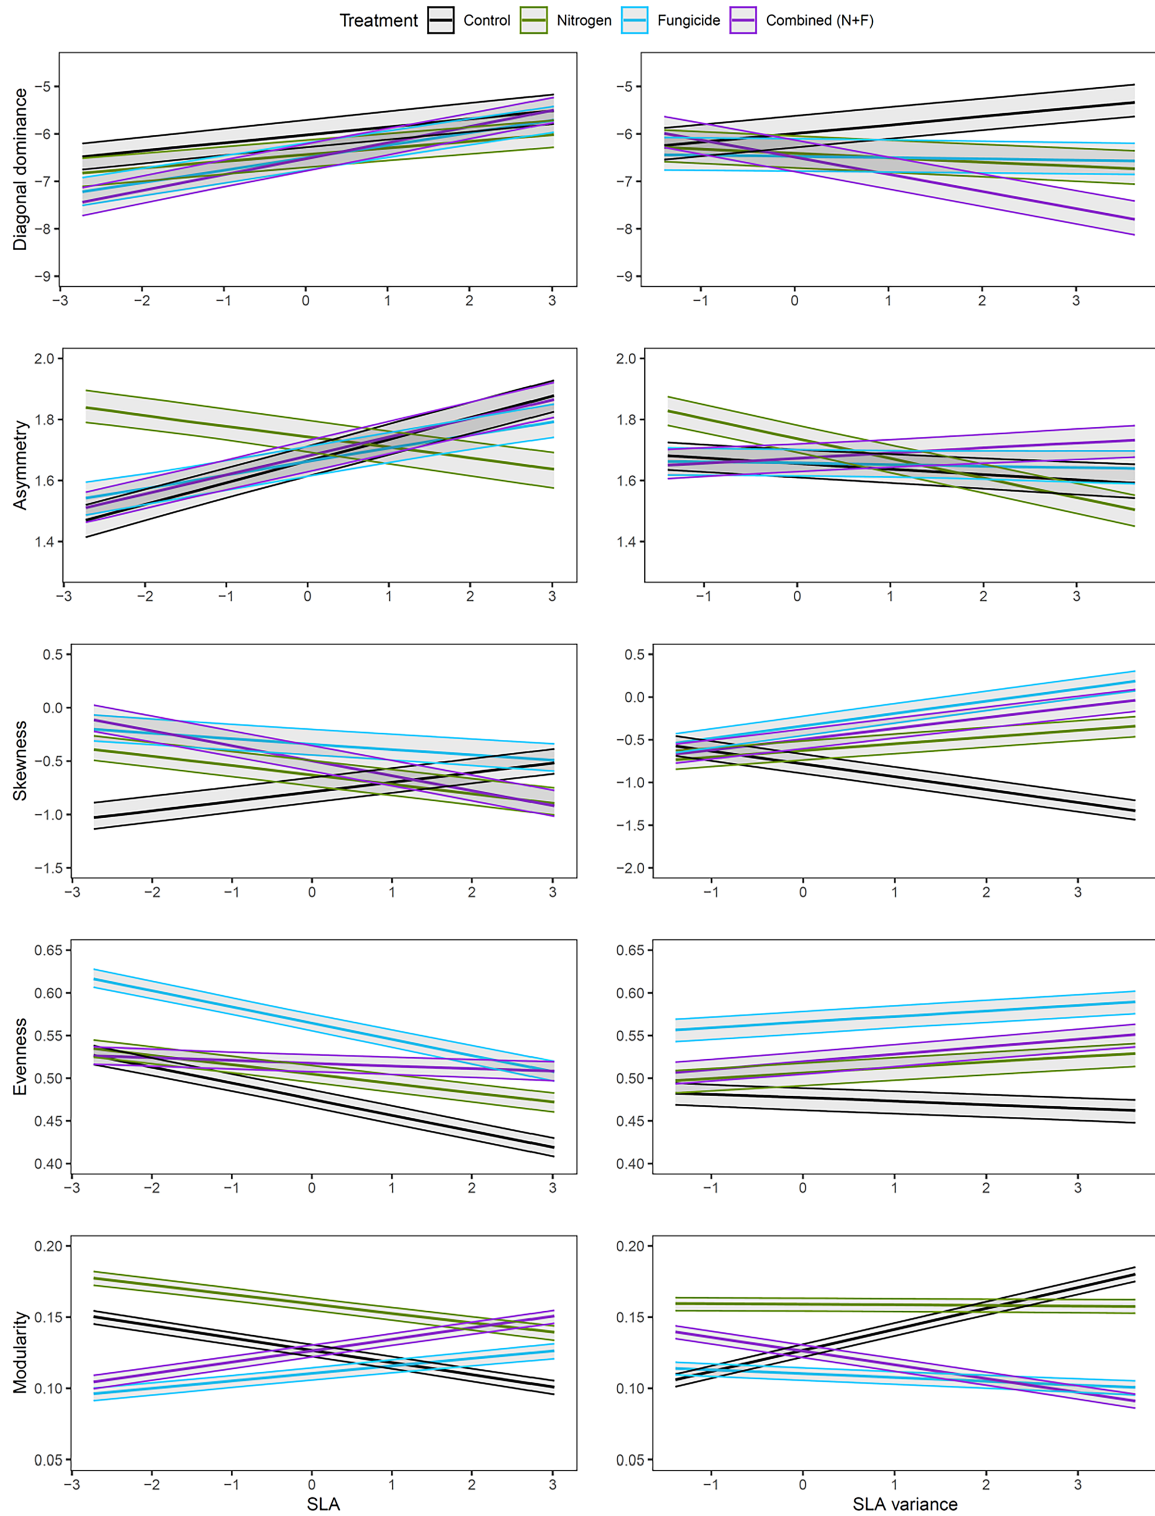 Treatment Control Nitrogen Fungicide Combined (N+F)
Diagonal dominance
−5
−6
−7
−8
−9
−3 −2 −1 0 1 2 3
−5
−6
−7
−8
−9
−1 0 1 2 3
Asymmetry
2.0
1.8
1.6
1.4
−3 −2 −1 0 1 2 3
2.0
1.8
1.6
1.4
−1 0 1 2 3
Skewness
0.5
0.0
−0.5
−1.0
−1.5
−3 −2 −1 0 1 2 3
0.5
0.0
−0.5
−1.0
−1.5
−2.0
−1 0 1 2 3
Evenness
0.65
0.60
0.55
0.50
0.45
0.40
−3 −2 −1 0 1 2 3
0.65
0.60
0.55
0.50
0.45
0.40
−1 0 1 2 3
Modularity
0.20
0.15
0.10
0.05
−3 −2 −1 0 1 2 3
SLA
0.20
0.15
0.10
0.05
−1 0 1 2 3
SLA variance